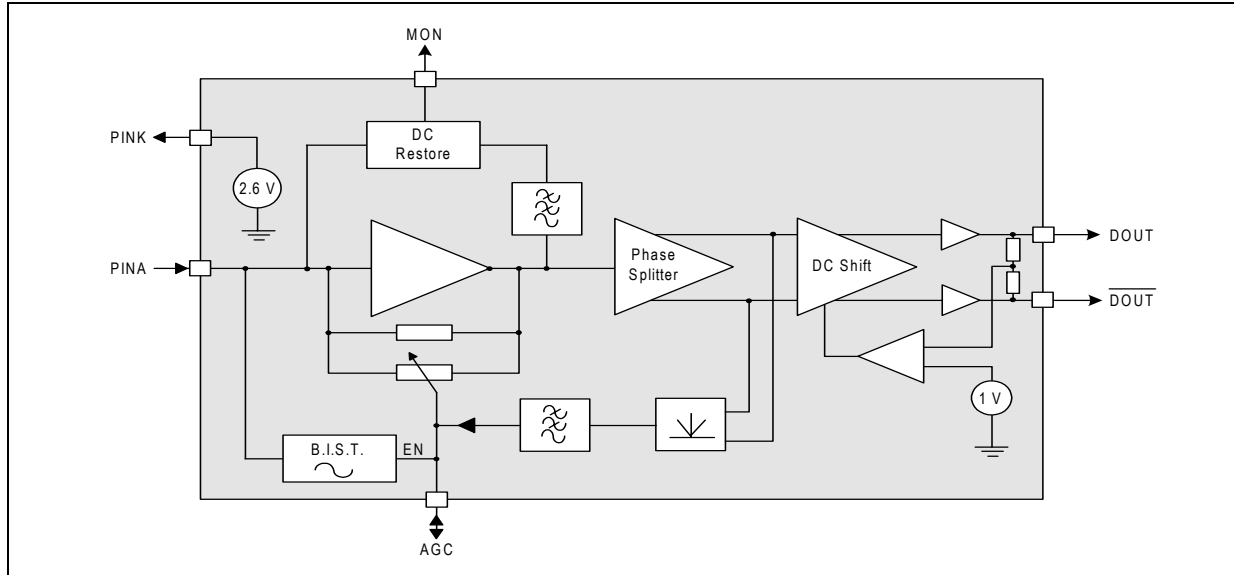 MON
DC
Restore
PINK
2.6 V
PINA
Phase
Splitter
DC Shift
DOUT
DOUT
1 V
B.I.S.T.
EN
AGC